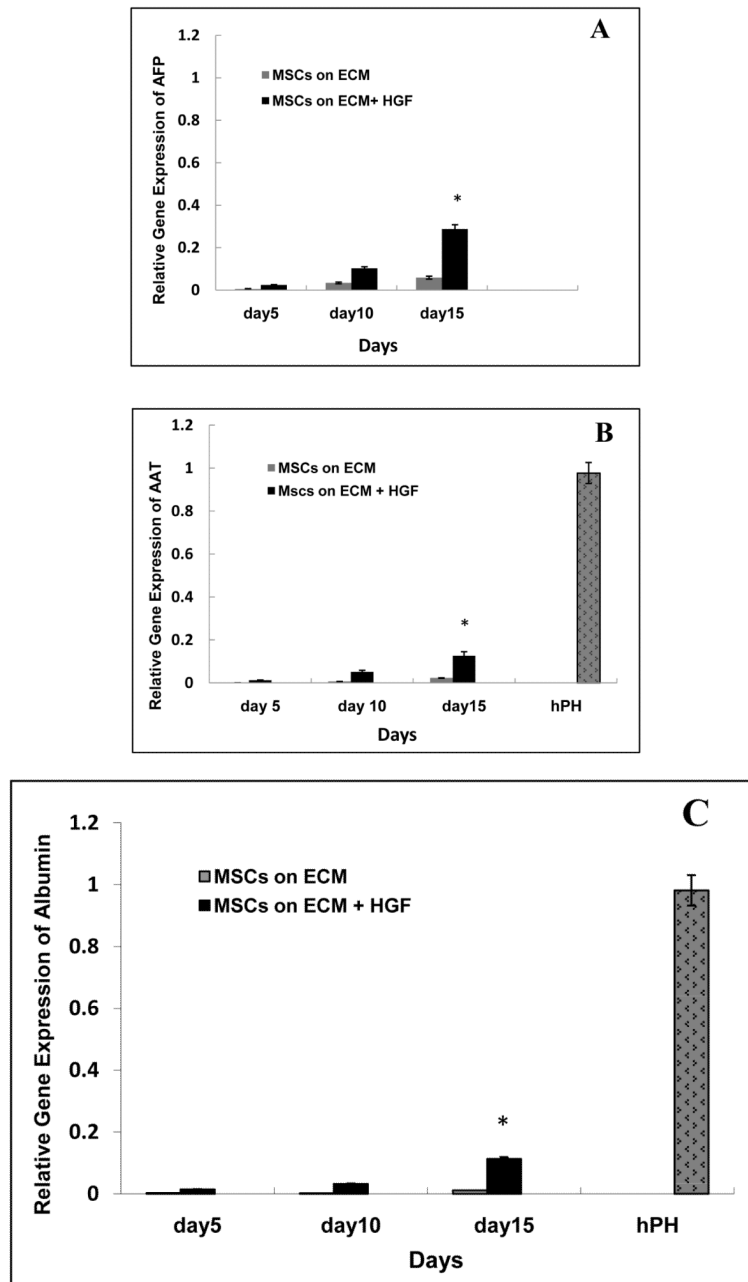 A
1.2
1
0.8
0.6
0.4
0.2
0
Relative Gene Expression of AFP
MSCs on ECM
MSCs on ECM+ HGF
*
day5 day10 day15
Days
B
1.2
1
0.8
0.6
0.4
0.2
0
Relative Gene Expression of AAT
MSCs on ECM
Mscs on ECM + HGF
*
day 5 day 10 day15 hPH
Days
C
1.2
1
0.8
0.6
0.4
0.2
0
Relative Gene Expression of Albumin
MSCs on ECM
MSCs on ECM + HGF
*
day5 day10 day15 hPH
Days